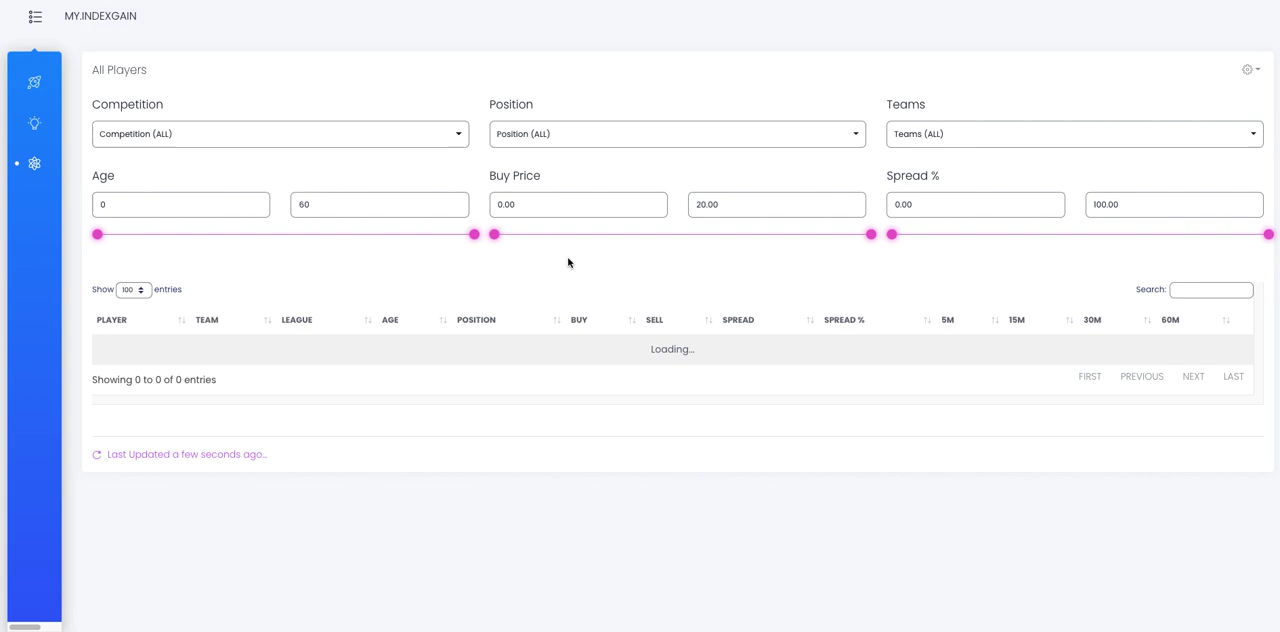 MY.INDEXGAIN
All Players
Competition Position Teams
Competition (ALL) Position (ALL) Teams (ALL)
Age Buy Price Spread %
0 60 0.00 20.00 0.00 100.00
Show 100 entries Search:
PLAYER TEAM LEAGUE AGE POSITION BUY SELL SPREAD SPREAD % 5M 15M 30M 60M
Loading...
Showing 0 to 0 of 0 entries FIRST PREVIOUS NEXT LAST
Last Updated a few seconds ago...